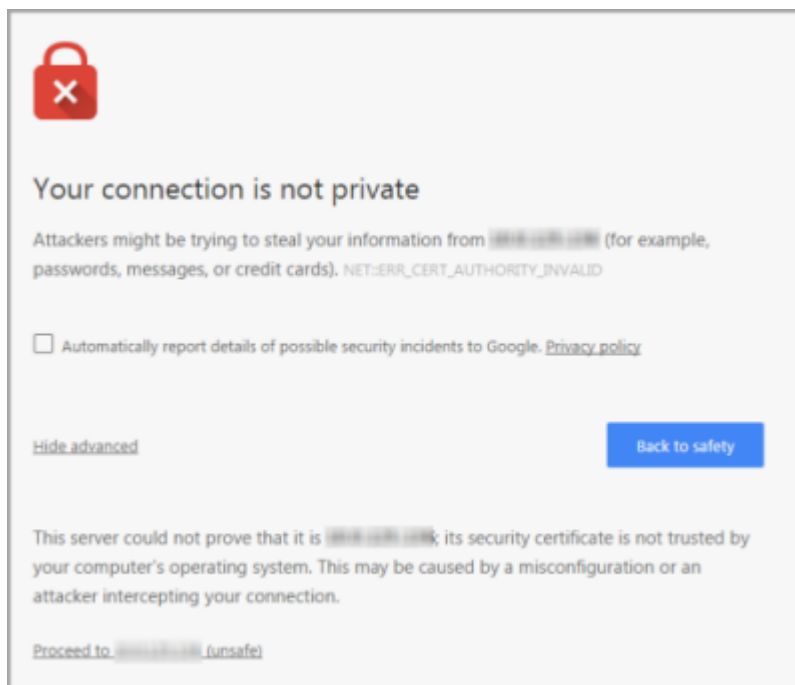 Your connection is not private
Attackers might be trying to steal your information from (for example,
passwords, messages, or credit cards). NET::ERR_CERT_AUTHORITY_INVALID
Automatically report details of possible security incidents to Google. Privacy policy
Hide advanced
Back to safety
This server could not prove that it is ; its security certificate is not trusted by
your computer's operating system. This may be caused by a misconfiguration or an
attacker intercepting your connection.
Proceed to (unsafe)